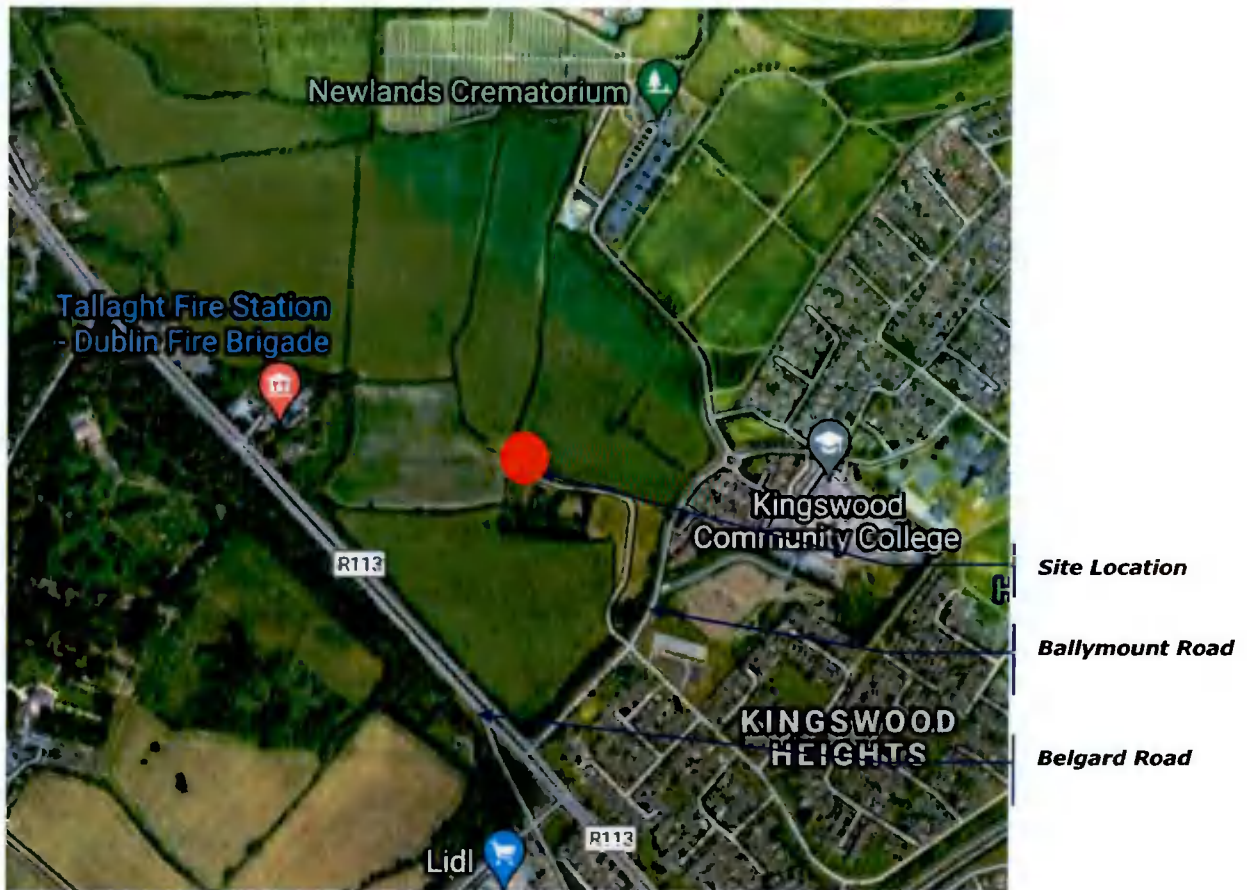 Newlands Crematorium
Tallaght Fire Station
- Dublin Fire Brigade
Kingswood
Community College
R113
Site Location
Ballymount Road
KINGSWOOD
HEIGHTS
Belgard Road
R113
Lidl